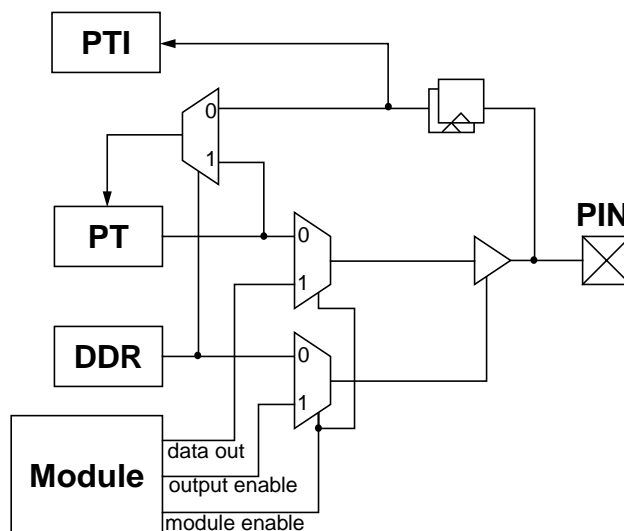 PTI
0
1
PT
PIN
0
1
DDR
0
1
Module
data out
output enable
module enable